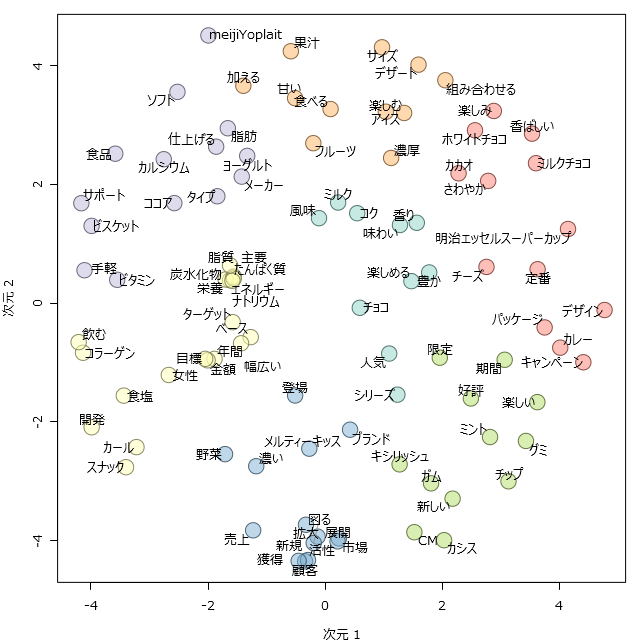 meijiYoplait
果汁
サイズ
デザート
加える
甘い
食べる
楽しむ
アイス
組み合わせる
楽しみ
ソフト
香ばしい
ホワイトチョコ
仕上げる
脂肪
フルーツ
濃厚
食品
カルシウム
ヨーグルト
メーカー
カカオ
ミルクチョコ
さわやか
サポート
ココア
タイプ
ミルク
風味
コク
香り
味わい
ビスケット
明治エッセルスーパーカップ
脂質
主要
手軽
炭水化物
たんぱく質
ビタミン
栄養
エネルギー
ナトリウム
楽しめる
豊か
チーズ
定番
ターゲット
チョコ
デザイン
パッケージ
ベース
飲む
コラーゲン
目標
年間
金額
幅広い
女性
人気
限定
期間
カレー
キャンペーン
食塩
登場
シリーズ
好評
楽しい
開発
カール
スナック
メルティーキッス
ブランド
ミント
グミ
野菜
濃い
キシリッシュ
ガム
チップ
新しい
図る
売上
拡大
展開
新規
活性
市場
獲得
顧客
CM
カシス
4
2
0
-2
-4
-4
-2
0
2
4
次元 2
次元 1